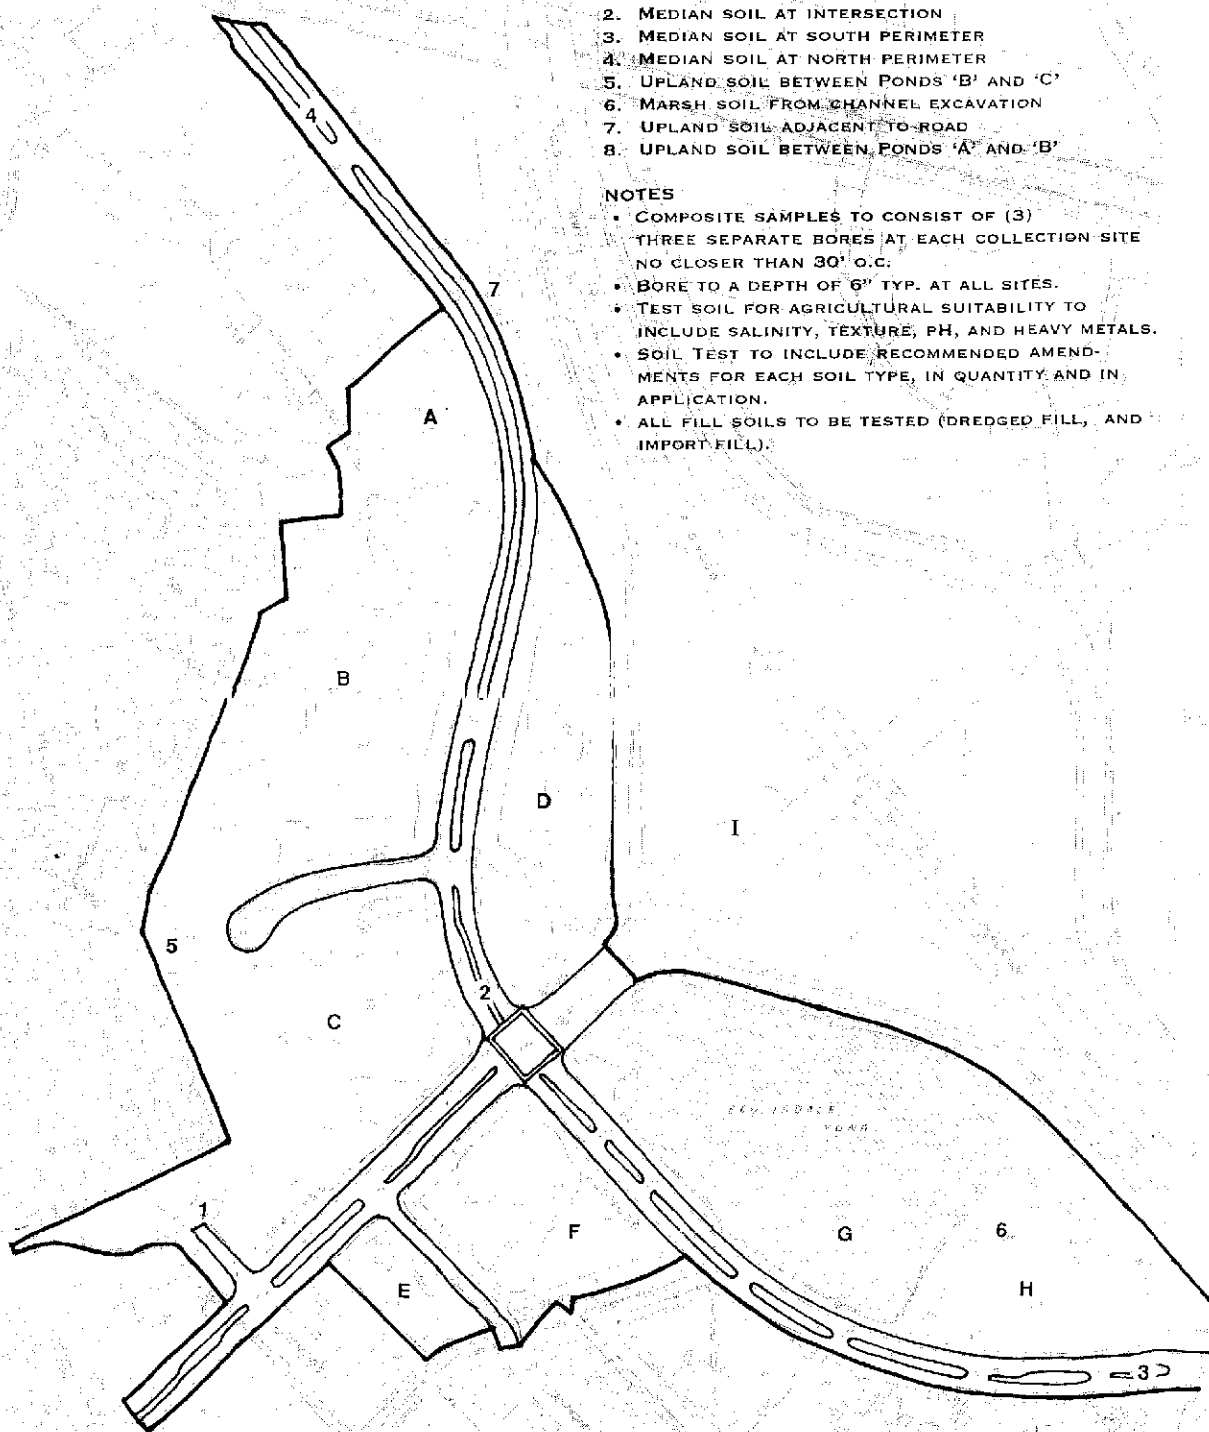 2. MEDIAN SOIL AT INTERSECTION
3. MEDIAN SOIL AT SOUTH PERIMETER
4. MEDIAN SOIL AT NORTH PERIMETER
5. UPLAND SOIL BETWEEN PONDS 'B' AND 'C'
6. MARSH SOIL FROM CHANNEL EXCAVATION
7. UPLAND SOIL ADJACENT TO ROAD
8. UPLAND SOIL BETWEEN PONDS 'A' AND 'B'
NOTES
• COMPOSITE SAMPLES TO CONSIST OF (3)
THREE SEPARATE BORES AT EACH COLLECTION SITE
NO CLOSER THAN 30' O.C.
• BORE TO A DEPTH OF 6" TYP. AT ALL SITES.
• TEST SOIL FOR AGRICULTURAL SUITABILITY TO
INCLUDE SALINITY, TEXTURE, PH, AND HEAVY METALS.
• SOIL TEST TO INCLUDE RECOMMENDED AMEND-
MENTS FOR EACH SOIL TYPE, IN QUANTITY AND IN
APPLICATION.
• ALL FILL SOILS TO BE TESTED (DREDGED FILL, AND
IMPORT FILL).
4
7
A
B
D
I
5
2
C
1
F
G
6
E
H
3